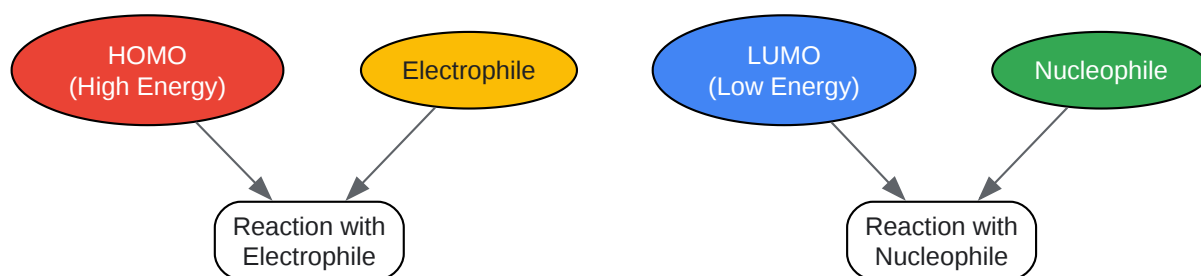 HOMO
(High Energy)
Electrophile
LUMO
(Low Energy)
Nucleophile
Reaction with
Electrophile
Reaction with
Nucleophile